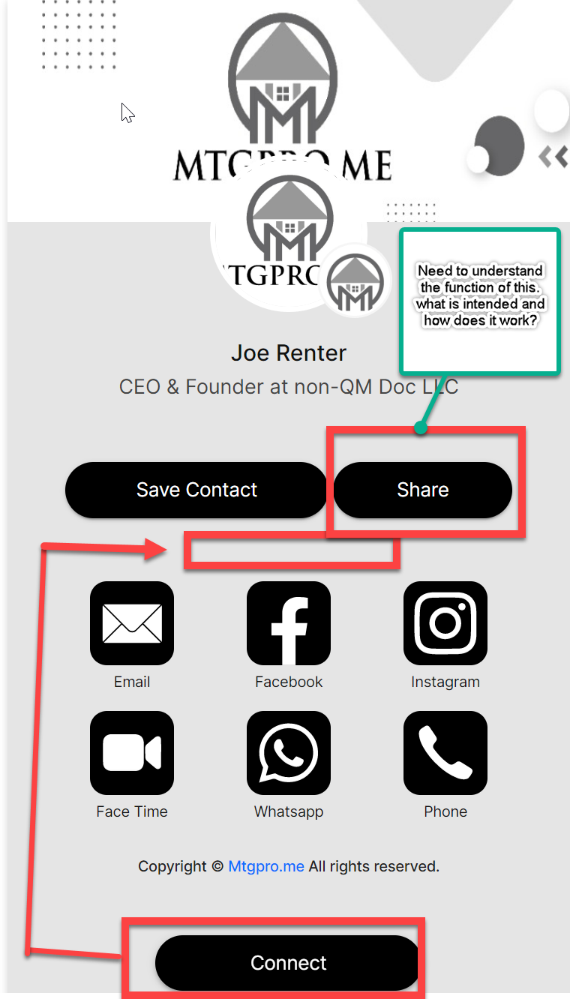 MTGPRO.ME
MTGPRO
Need to understand
the function of this.
what is intended and
how does it work?
Joe Renter
CEO & Founder at non-QM Doc LLC
Save Contact
Share
Email
Facebook
Instagram
Face Time
Whatsapp
Phone
Copyright © Mtgpro.me All rights reserved.
Connect